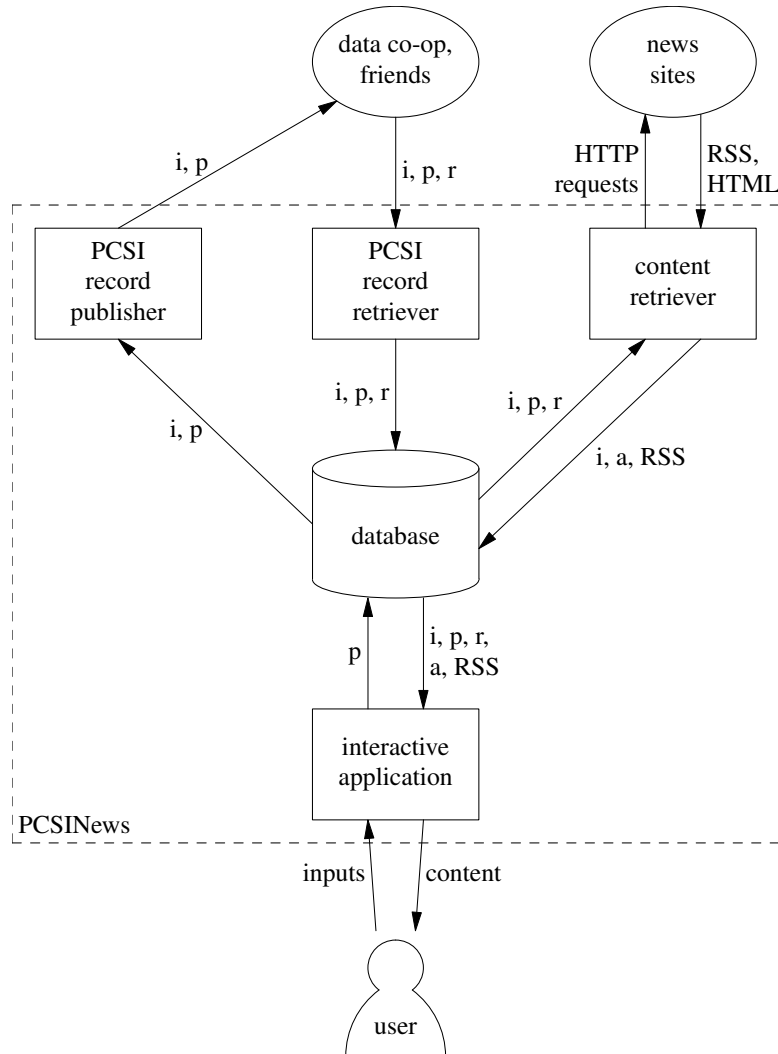 data co-op,
friends
news
sites
i, p
i, p, r
HTTP
requests
RSS,
HTML
PCSI
record
publisher
PCSI
record
retriever
content
retriever
i, p
i, p, r
i, p, r
i, a, RSS
database
p
i, p, r,
a, RSS
interactive
application
PCSINews
inputs
content
user